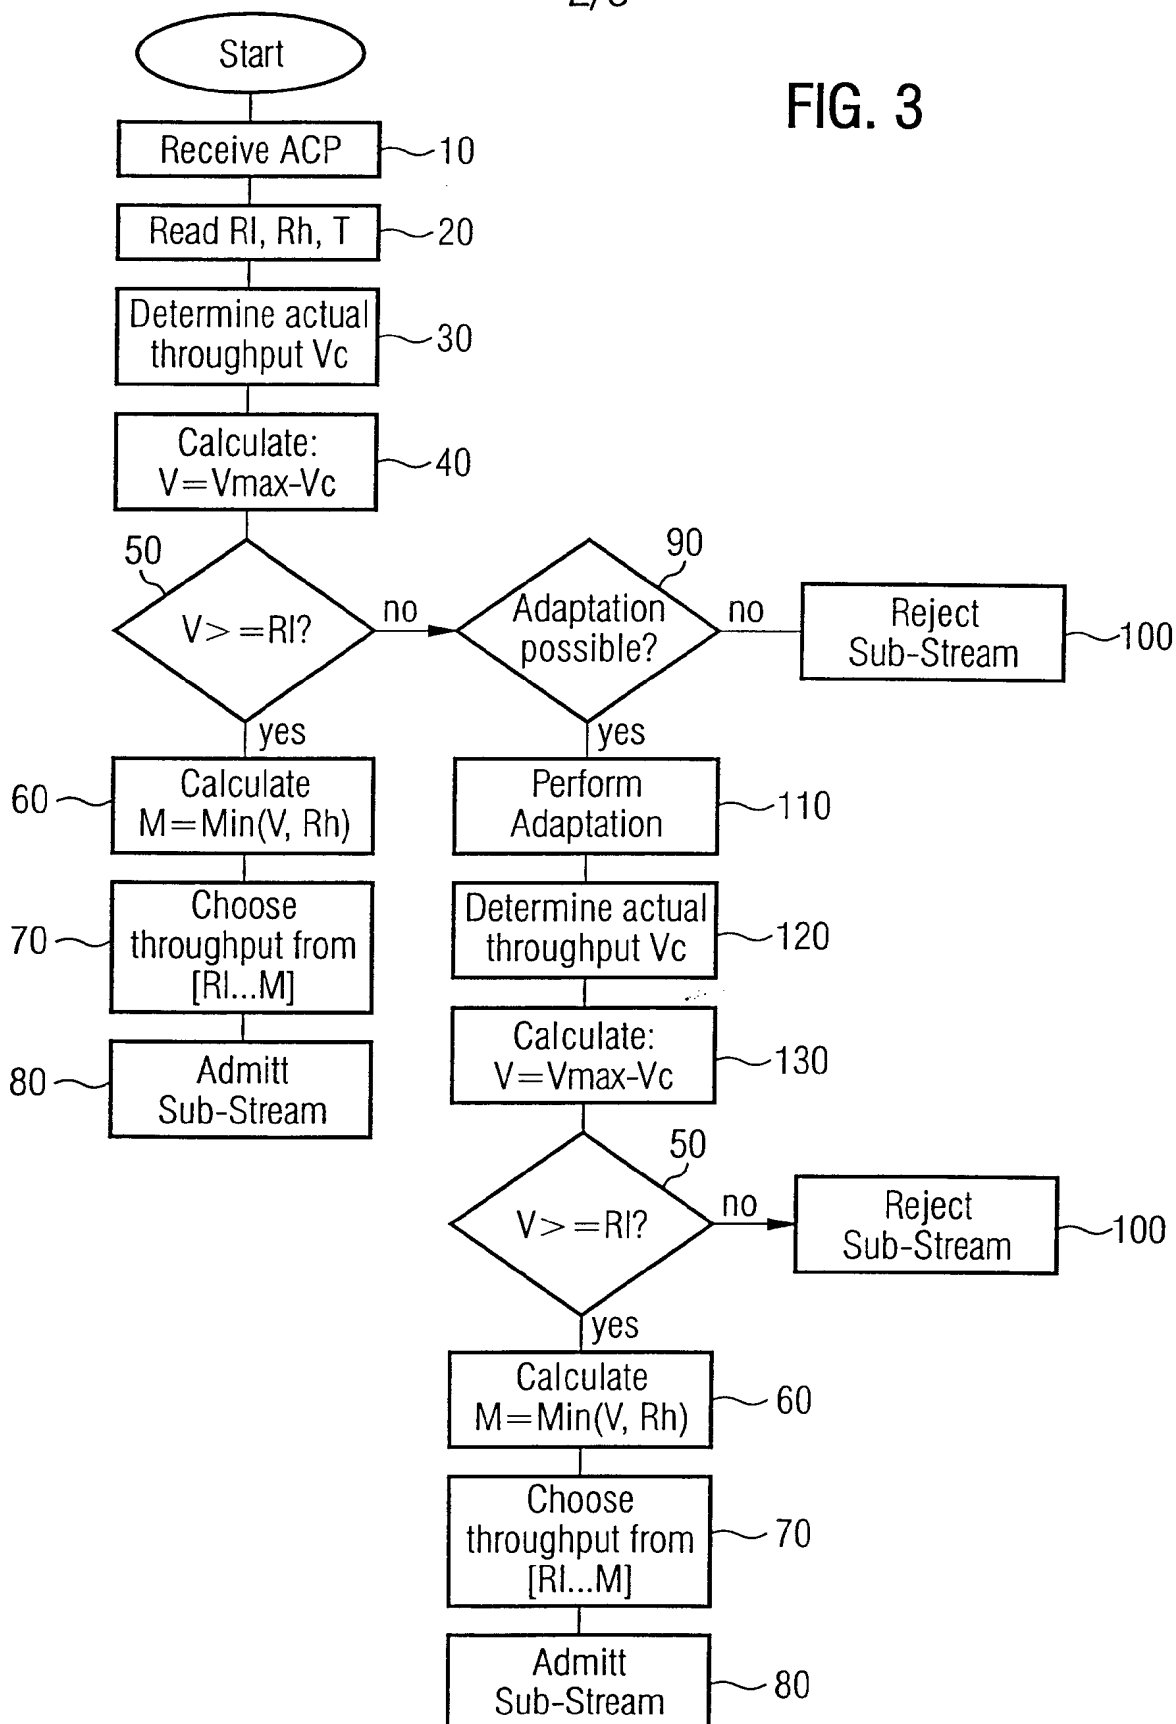 2/3
FIG. 3
Start
Receive ACP
10
Read Rl, Rh, T
20
Determine actual
throughput Vc
30
Calculate:
V=Vmax-Vc
40
50
V>=Rl?
no
yes
90
Adaptation
possible?
no
yes
Reject
Sub-Stream
100
60
Calculate
M=Min(V, Rh)
Perform
Adaptation
110
70
Choose
throughput from
[Rl...M]
Determine actual
throughput Vc
120
80
Admitt
Sub-Stream
Calculate:
V=Vmax-Vc
130
50
V>=Rl?
no
yes
Reject
Sub-Stream
100
Calculate
M=Min(V, Rh)
60
Choose
throughput from
[Rl...M]
70
Admitt
Sub-Stream
80